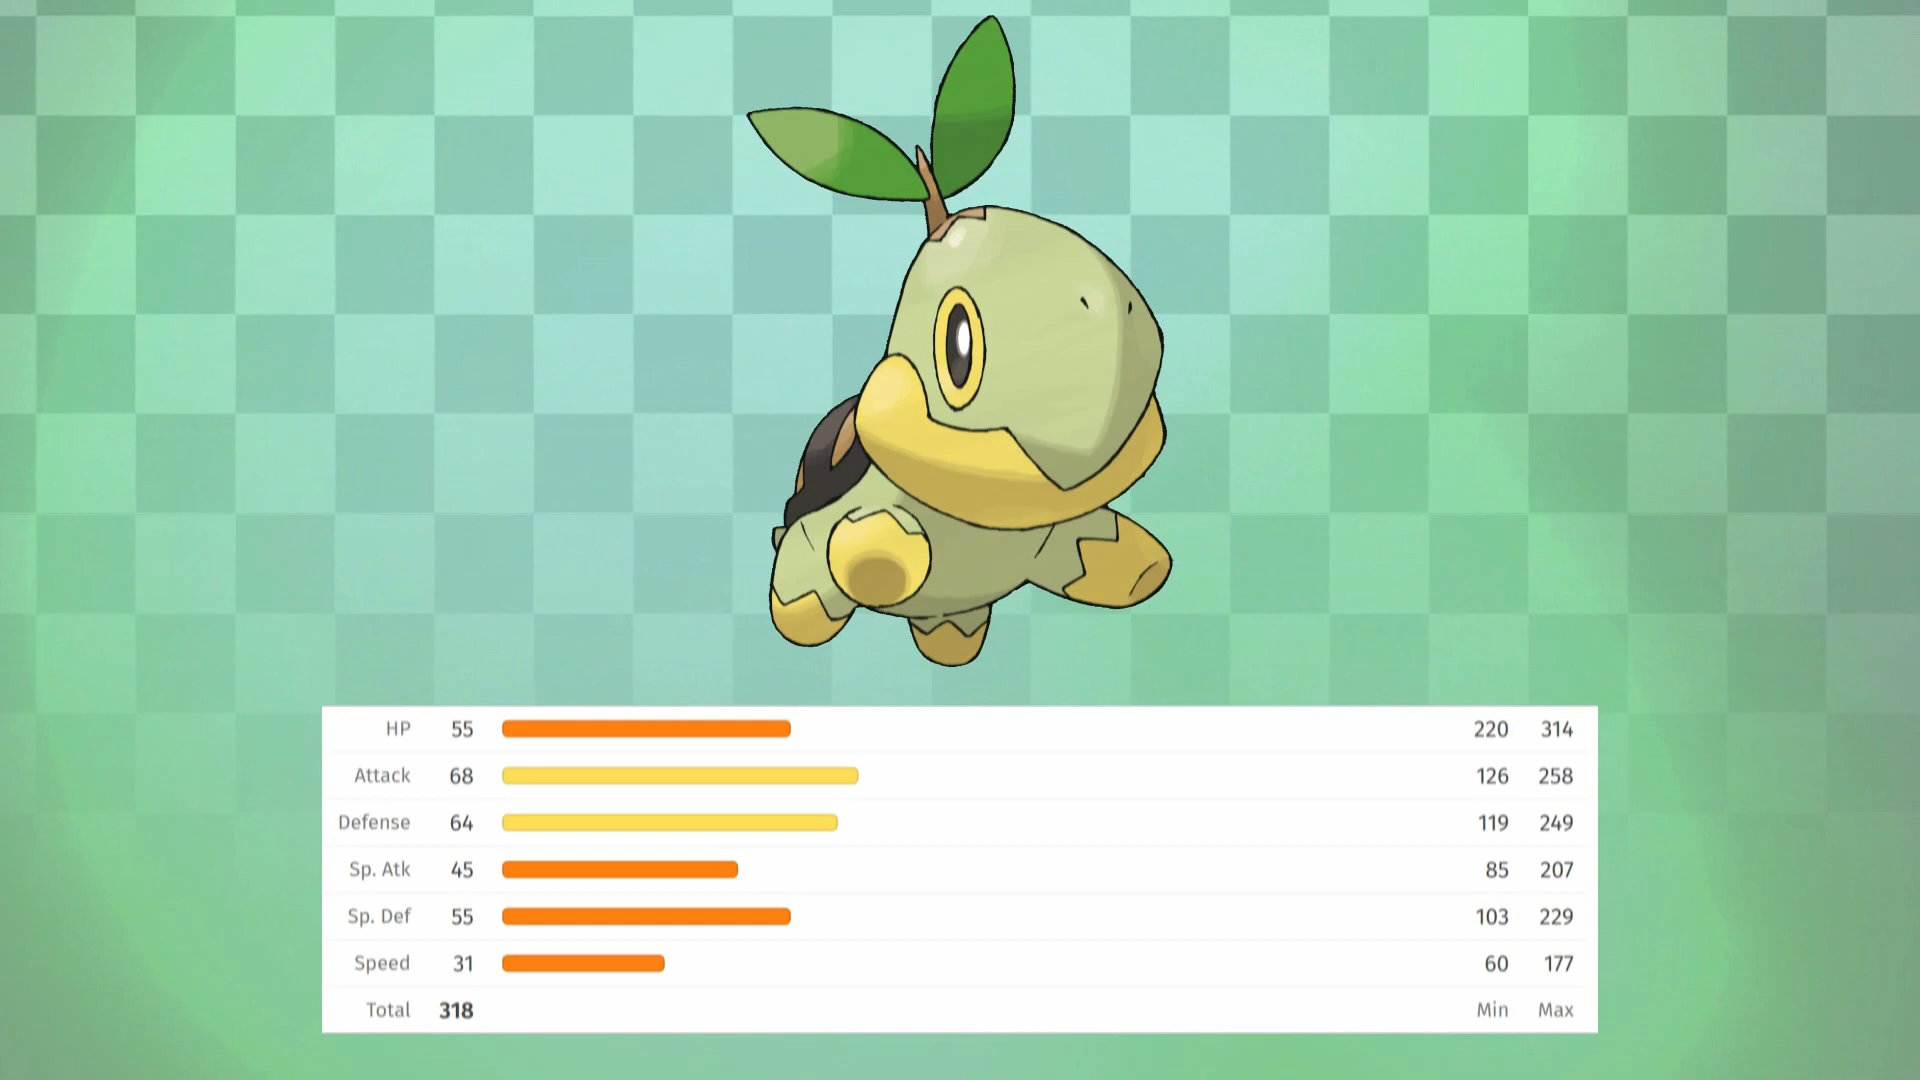 HP 55 220 314
Attack 68 126 258
Defense 64 119 249
Sp. Atk 45 85 207
Sp. Def 55 103 229
Speed 31 60 177
Total 318 Min Max